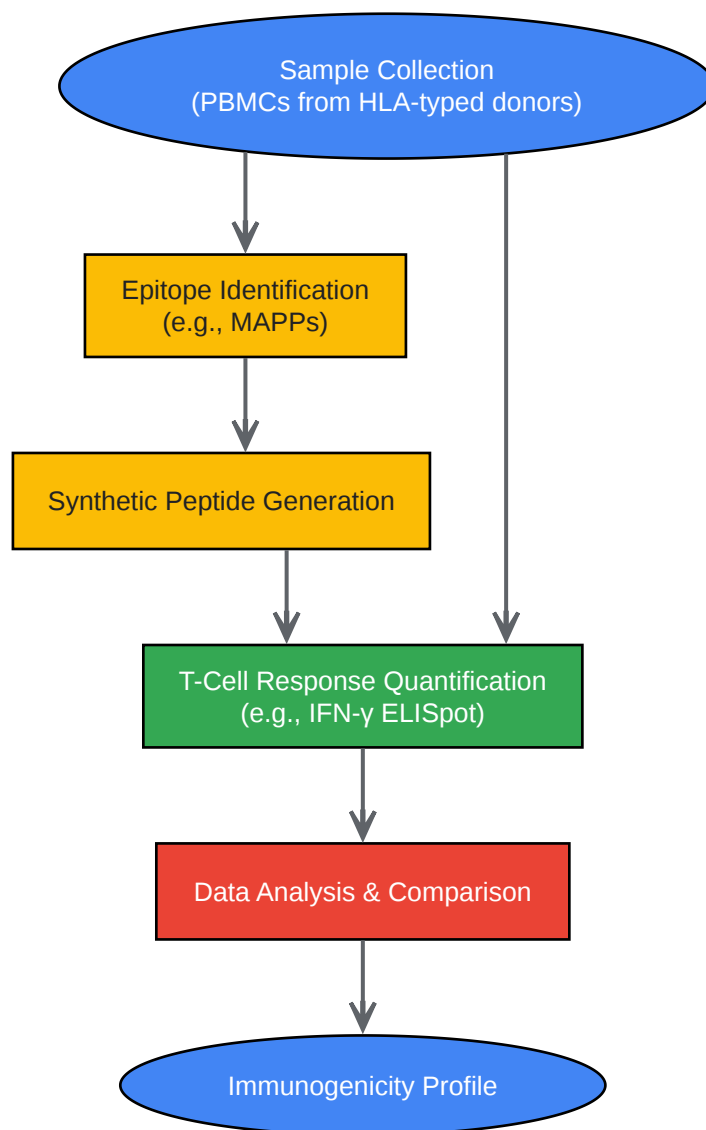 Sample Collection
(PBMCs from HLA-typed donors)
Epitope Identification
(e.g., MAPPs)
Synthetic Peptide Generation
T-Cell Response Quantification
(e.g., IFN-γ ELISpot)
Data Analysis & Comparison
Immunogenicity Profile